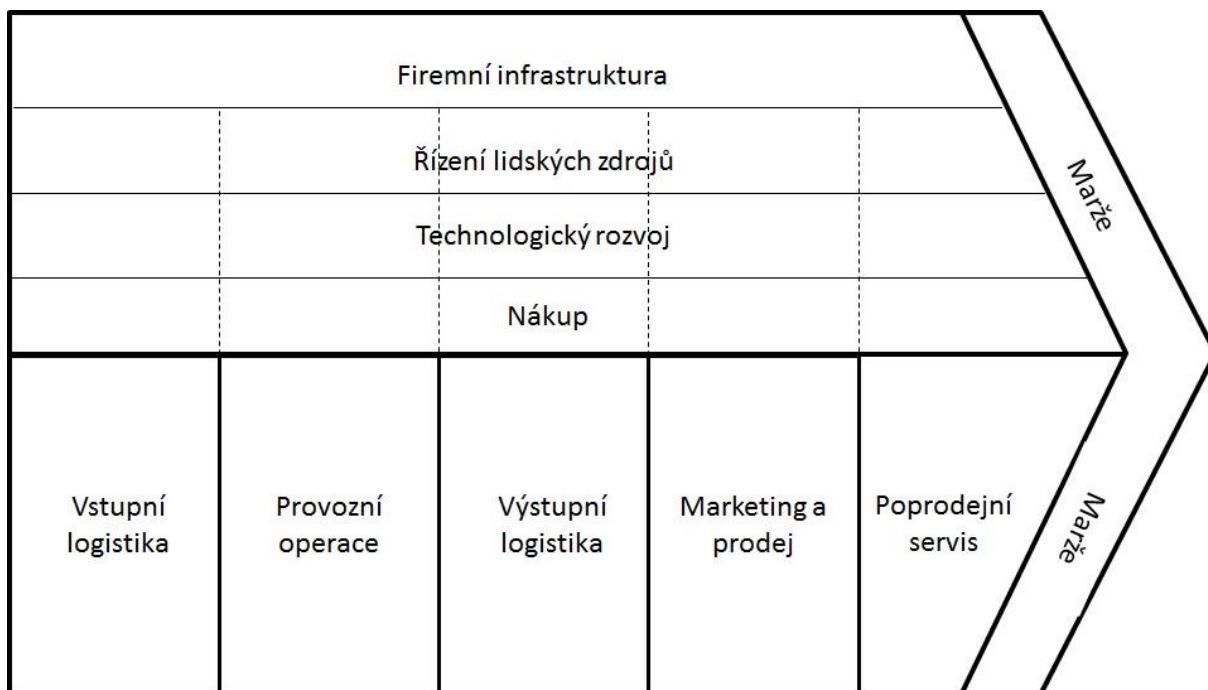 Firemní infrastruktura
Řízení lidských zdrojů
Technologický rozvoj
Nákup
Marže
Vstupní
logistika
Provozní
operace
Výstupní
logistika
Marketing a
prodej
Poprodejní
servis
Marže